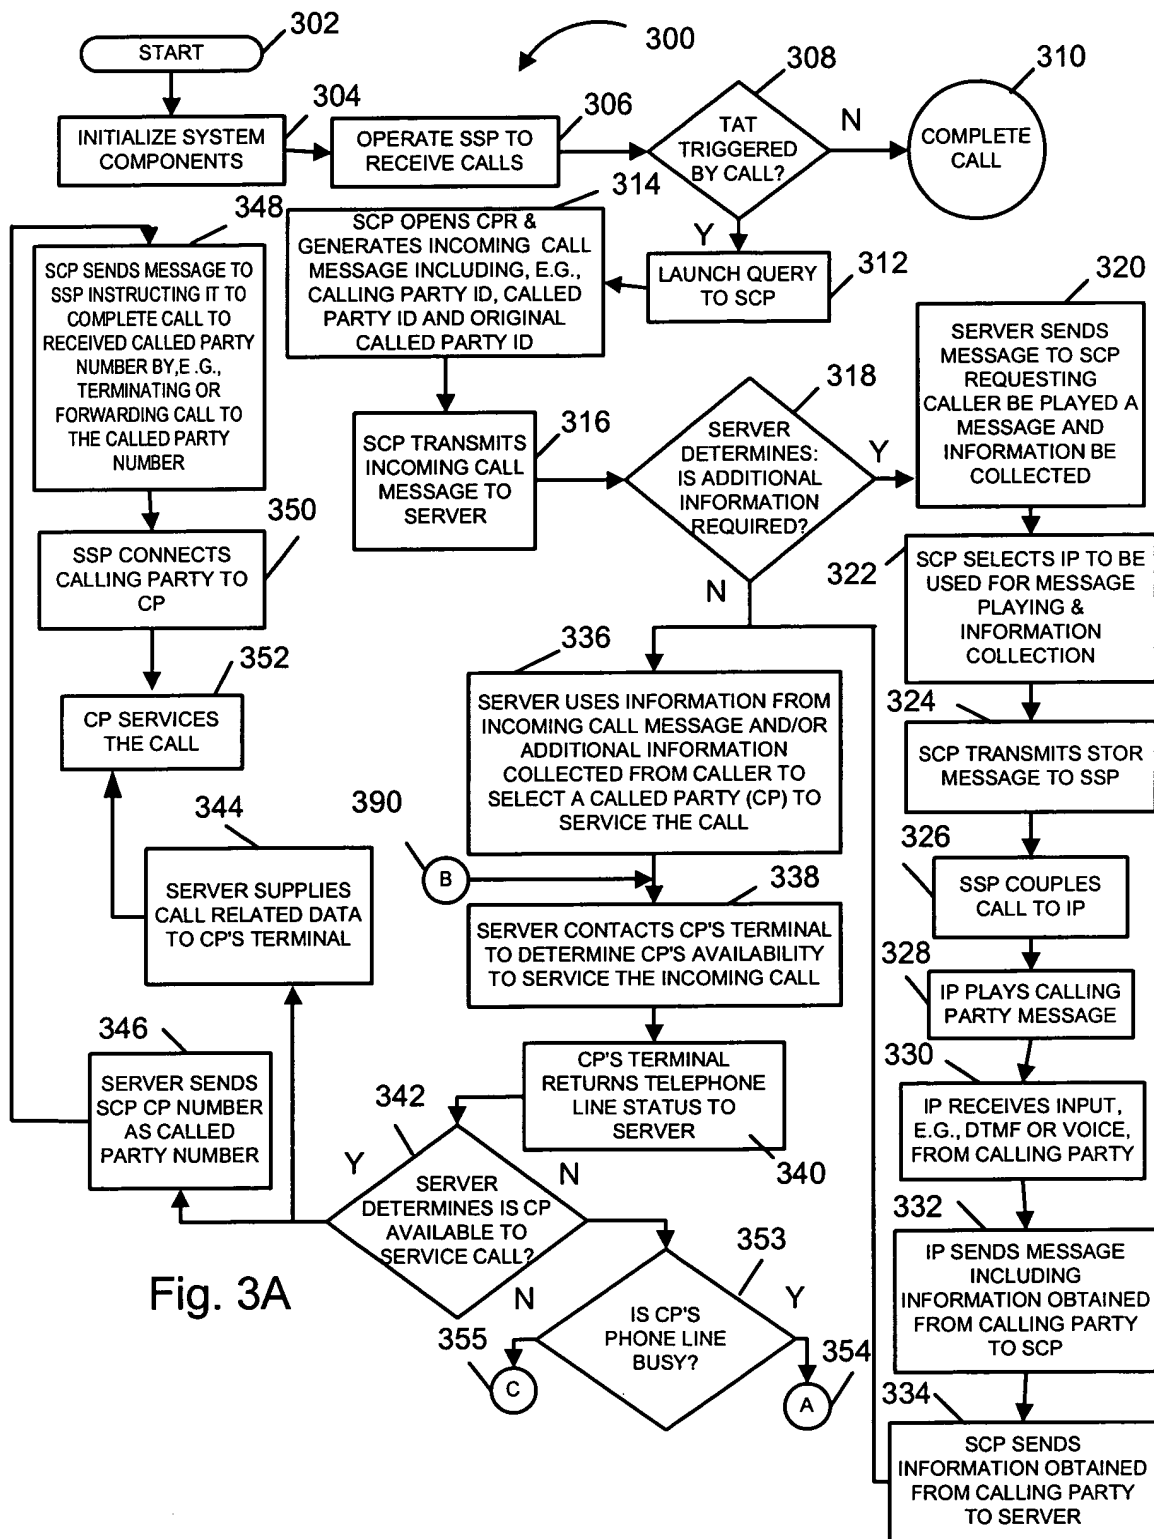 302
START
300
304
INITIALIZE SYSTEM
COMPONENTS
306
OPERATE SSP TO
RECEIVE CALLS
308
TAT
TRIGGERED
BY CALL?
N
Y
310
COMPLETE
CALL
312
LAUNCH QUERY
TO SCP
314
SCP OPENS CPR &
GENERATES INCOMING CALL
MESSAGE INCLUDING, E.G.,
CALLING PARTY ID, CALLED
PARTY ID AND ORIGINAL
CALLED PARTY ID
316
SCP TRANSMITS
INCOMING CALL
MESSAGE TO
SERVER
318
SERVER
DETERMINES:
IS ADDITIONAL
INFORMATION
REQUIRED?
Y
N
320
SERVER SENDS
MESSAGE TO SCP
REQUESTING
CALLER BE PLAYED A
MESSAGE AND
INFORMATION BE
COLLECTED
322
SCP SELECTS IP TO BE
USED FOR MESSAGE
PLAYING &
INFORMATION
COLLECTION
324
SCP TRANSMITS STOR
MESSAGE TO SSP
326
SSP COUPLES
CALL TO IP
328
IP PLAYS CALLING
PARTY MESSAGE
330
IP RECEIVES INPUT,
E.G., DTMF OR VOICE,
FROM CALLING PARTY
332
IP SENDS MESSAGE
INCLUDING
INFORMATION OBTAINED
FROM CALLING PARTY
TO SCP
334
SCP SENDS
INFORMATION OBTAINED
FROM CALLING PARTY
TO SERVER
336
SERVER USES INFORMATION FROM
INCOMING CALL MESSAGE AND/OR
ADDITIONAL INFORMATION
COLLECTED FROM CALLER TO
SELECT A CALLED PARTY (CP) TO
SERVICE THE CALL
390
B
338
SERVER CONTACTS CP'S TERMINAL
TO DETERMINE CP'S AVAILABILITY
TO SERVICE THE INCOMING CALL
340
CP'S TERMINAL
RETURNS TELEPHONE
LINE STATUS TO
SERVER
342
SERVER
DETERMINES IS CP
AVAILABLE TO
SERVICE CALL?
Y
N
344
SERVER SUPPLIES
CALL RELATED DATA
TO CP'S TERMINAL
346
SERVER SENDS
SCP CP NUMBER
AS CALLED
PARTY NUMBER
348
SCP SENDS MESSAGE TO
SSP INSTRUCTING IT TO
COMPLETE CALL TO
RECEIVED CALLED PARTY
NUMBER BY,E .G.,
TERMINATING OR
FORWARDING CALL TO
THE CALLED PARTY
NUMBER
350
SSP CONNECTS
CALLING PARTY TO
CP
352
CP SERVICES
THE CALL
353
IS CP'S
PHONE LINE
BUSY?
N
Y
355
C
354
A
Fig. 3A